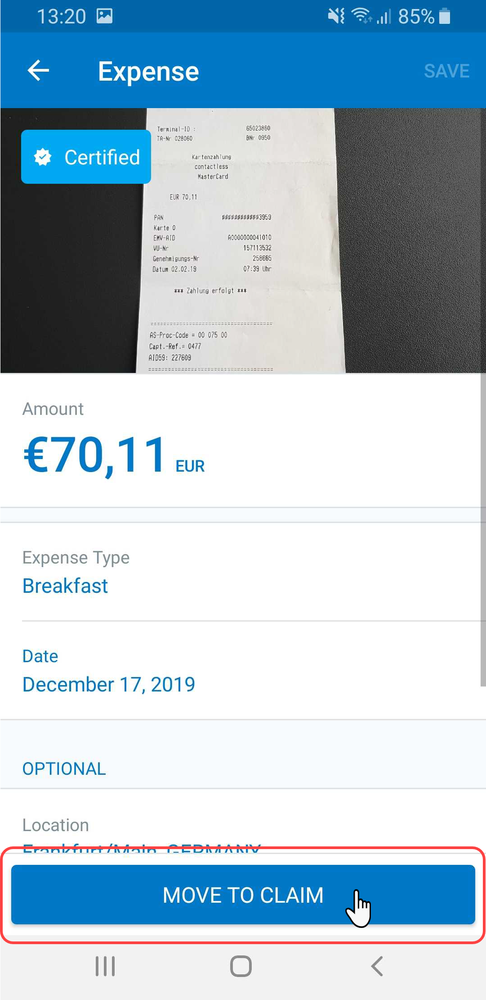 13:20 85%
Expense SAVE
Certified
Terminal-ID : 65023860
TA-Nr 028060 BNr 0950
Kartenzahlung
contactless
MasterCard
EUR 70,11
PAN ############3959
Karte 0
EMV-AID A0000000041010
VU-Nr 157113532
Genehmigungs-Nr 258665
Datum 02.02.19 07:39 Uhr
*** Zahlung erfolgt ***
AS-Proc-Code = 00 075 00
Capt.-Ref.= 0477
AID59: 227609
Amount
€70,11 EUR
Expense Type
Breakfast
Date
December 17, 2019
OPTIONAL
Location
Frankfurt/Main, GERMANY
MOVE TO CLAIM